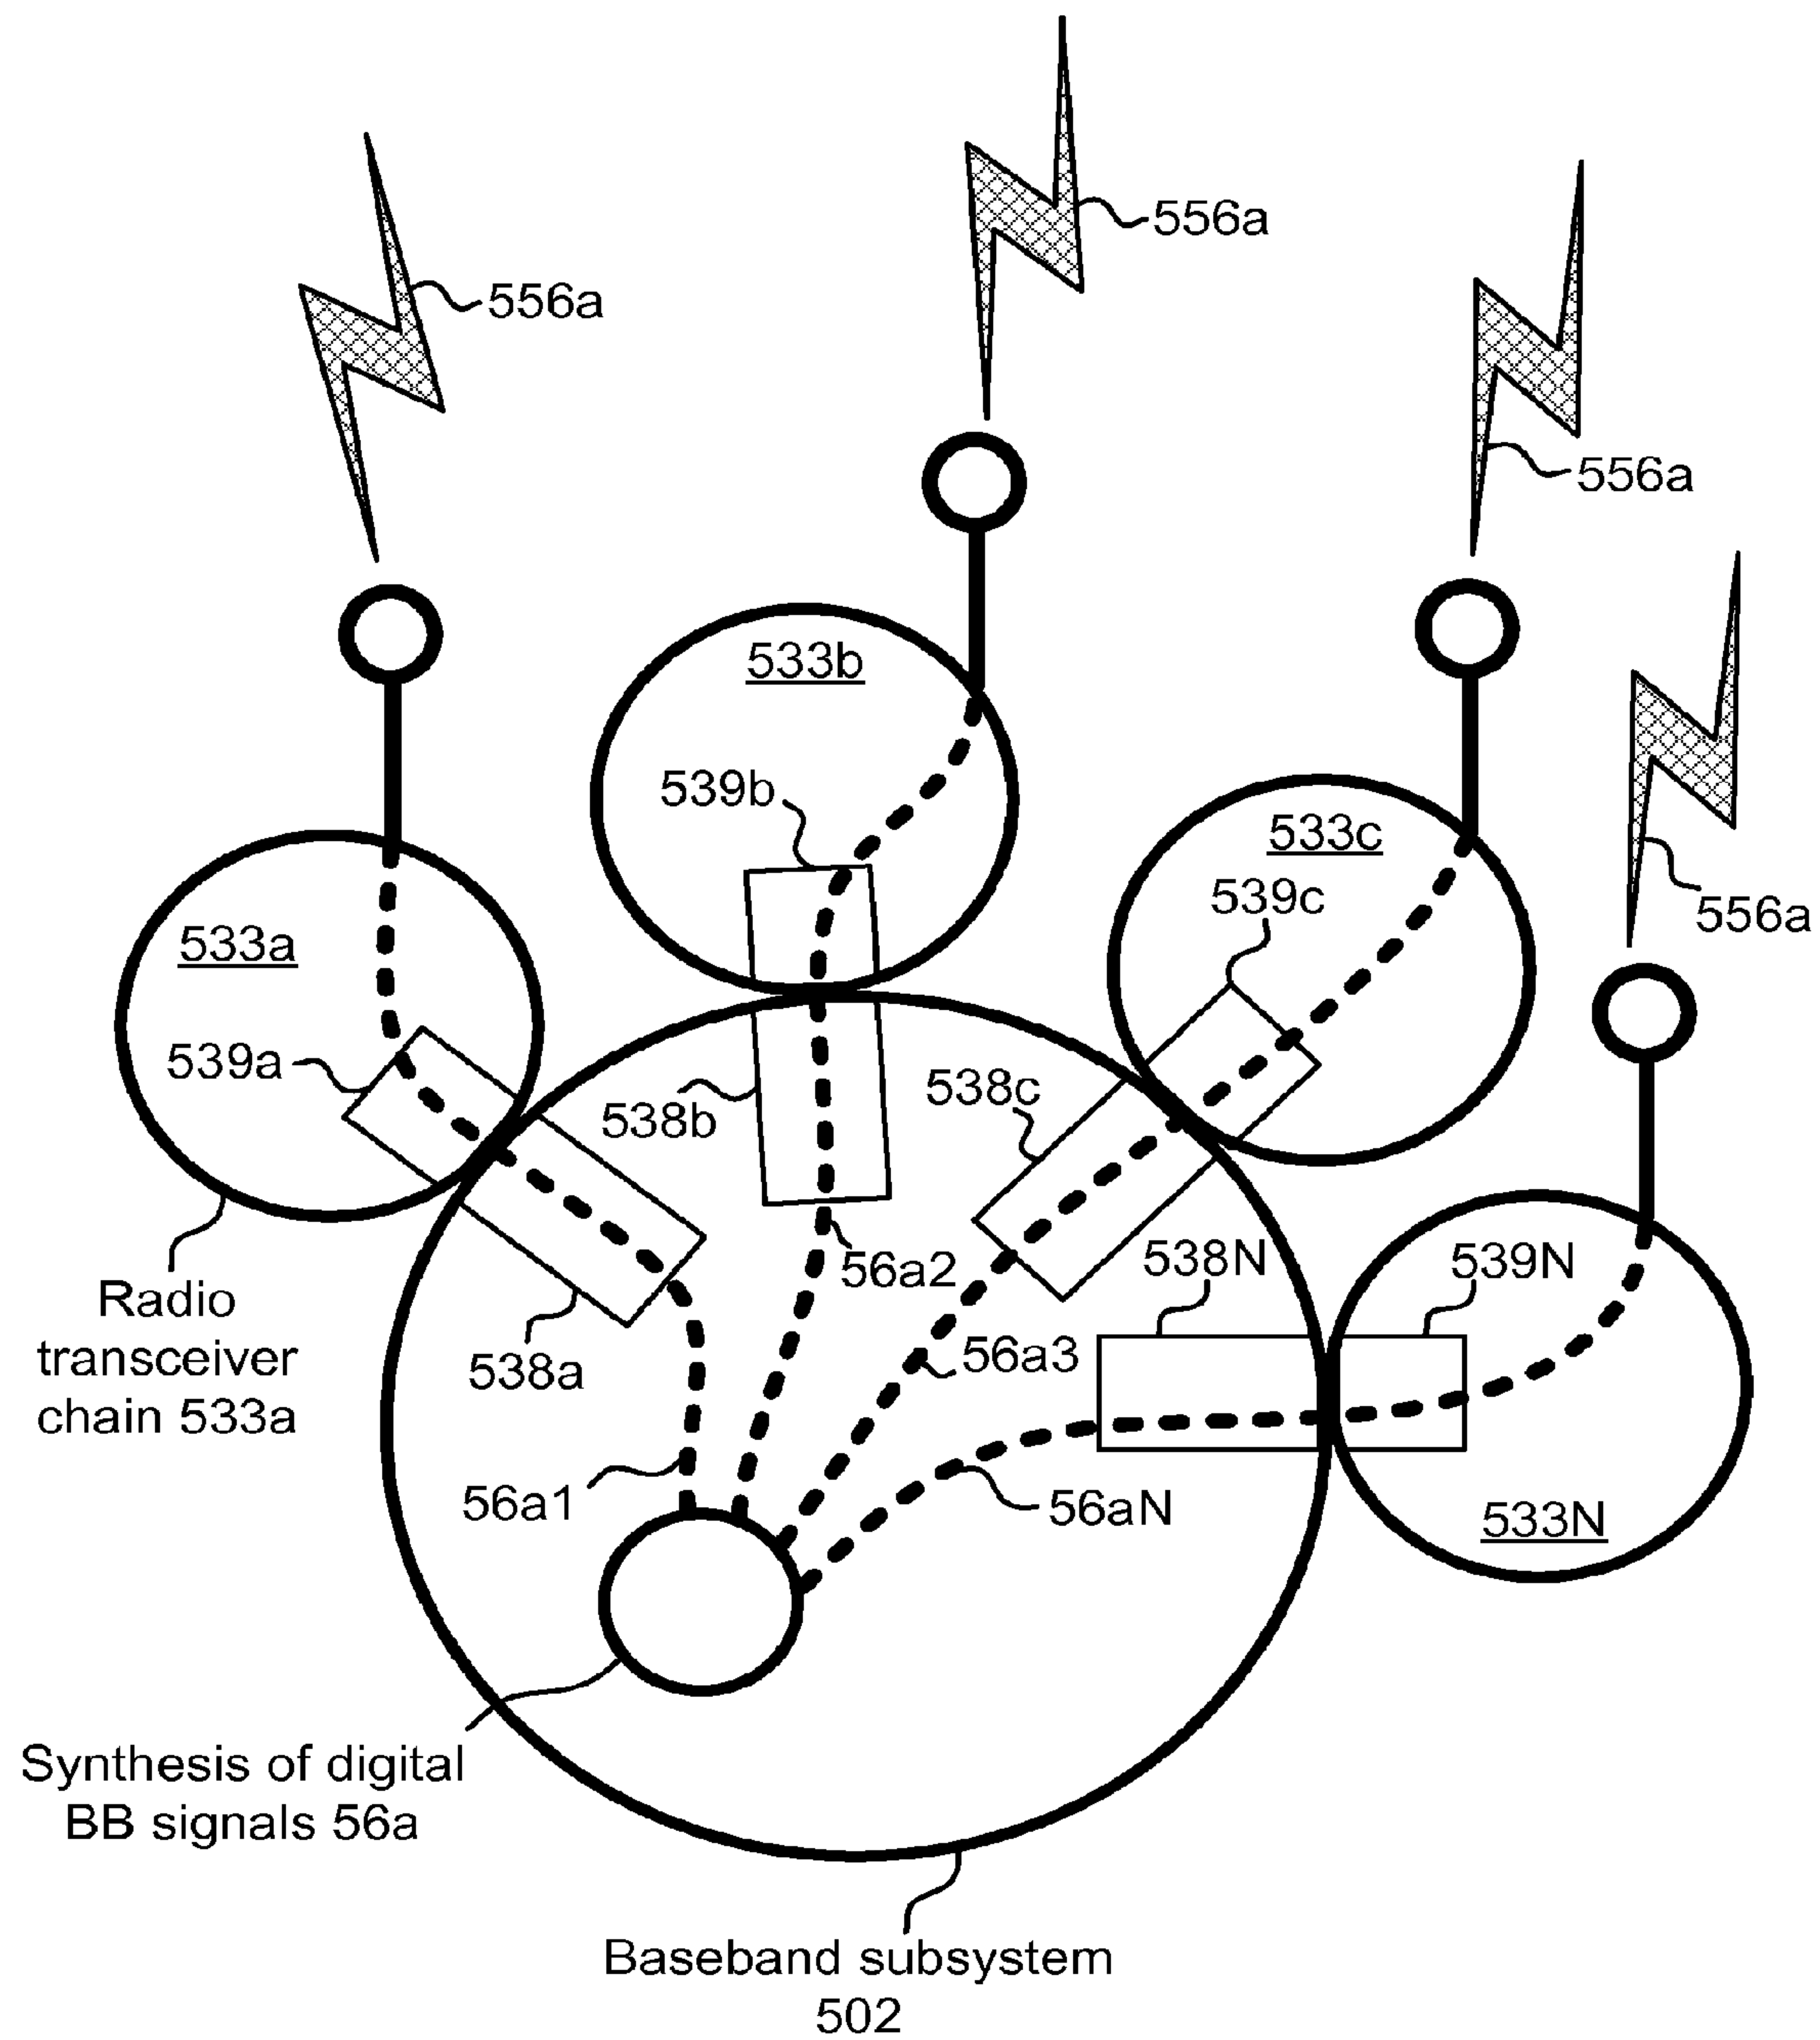 556a
556a
556a
533b
539b
533c
539c
556a
533a
539a
538b
538c
56a2
538N
539N
Radio
transceiver
chain 533a
538a
56a3
56a1
56aN
533N
Synthesis of digital
BB signals 56a
Baseband subsystem
502